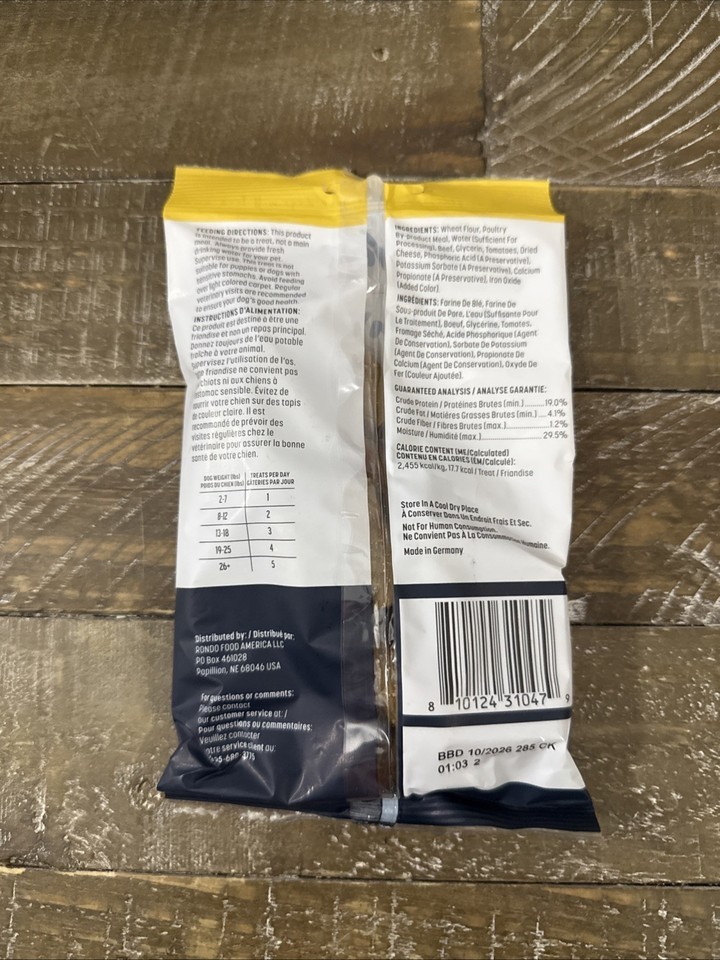 FEEDING DIRECTIONS: This product
is intended to be a treat, not a main
meal. Always provide fresh
drinking water for your pet.
Supervise use. This treat is not
suitable for puppies or dogs with
sensitive stomachs. Avoid feeding
over light colored carpet. Regular
veterinary visits are recommended
to ensure your dog's good health.
INSTRUCTIONS D'ALIMENTATION:
Ce produit est destiné à être une
friandise et non un repas principal.
Donnez toujours de l'eau potable
fraîche à votre animal.
Supervisez l'utilisation de l'os.
friandise ne convient pas
chiots ni aux chiens à
estomac sensible. Évitez de
nourrir votre chien sur des tapis
de couleur claire. Il est
recommandé de prévoir des
visites régulières chez le
vétérinaire pour assurer la bonne
santé de votre chien.
DOG WEIGHT (lbs) TREATS PER DAY
POIDS DU CHIEN (lbs) GÂTERIES PAR JOUR
2-7 1
8-12 2
13-18 3
19-25 4
26+ 5
Distributed by: / Distribué par:
RONDO FOOD AMERICA LLC
PO Box 461028
Papillion, NE 68046 USA
For questions or comments:
Please contact
our customer service at: /
Pour questions ou commentaires:
Veuillez contacter
notre service client au:
INGREDIENTS: Wheat Flour, Poultry
By-Product Meal, Water (Sufficient For
Processing), Beef, Glycerin, Tomatoes, Dried
Cheese, Phosphoric Acid (A Preservative),
Potassium Sorbate (A Preservative), Calcium
Propionate (A Preservative), Iron Oxide
(Added Color).
INGRÉDIENTS: Farine De Blé, Farine De
Sous-produit De Porc, L'eau (Suffisante Pour
Le Traitement), Boeuf, Glycérine, Tomates,
Fromage Séché, Acide Phosphorique (Agent
De Conservation), Sorbate De Potassium
(Agent De Conservation), Propionate De
Calcium (Agent De Conservation), Oxyde De
Fer (Couleur Ajoutée).
GUARANTEED ANALYSIS / ANALYSE GARANTIE:
Crude Protein / Protéines Brutes (min.) ....19.0%
Crude Fat / Matières Grasses Brutes (min.) ....4.1%
Crude Fiber / Fibres Brutes (max.) 1.2%
Moisture / Humidité (max.) 29.5%
CALORIE CONTENT (ME/Calculated)
CONTENU EN CALORIES (EM/Calculé):
2,455 kcal/kg, 17.7 kcal / Treat / Friandise
Store In A Cool Dry Place
À Conserver Dans Un Endroit Frais Et Sec.
Not For Human Consumption.
Ne Convient Pas À La Consommation Humaine.
Made in Germany
8 10124 31047 9
BBD 10/2026 285 CK
01:03 2